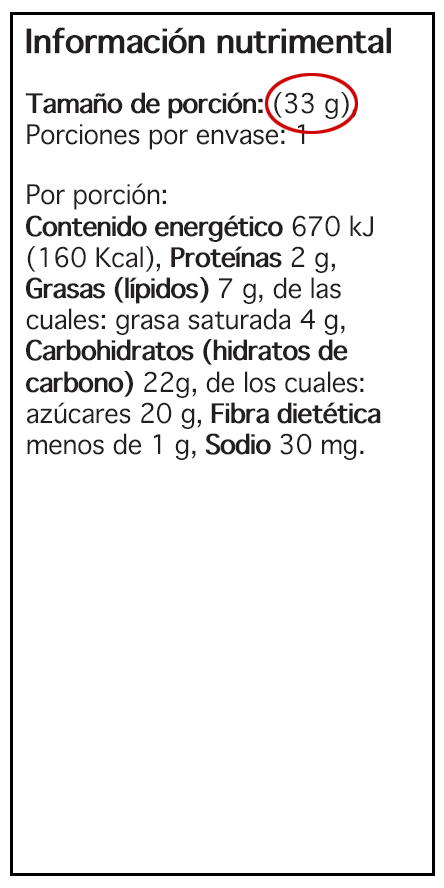 Información nutrimental
Tamaño de porción: (33 g)
Porciones por envase: 1
Por porción:
Contenido energético 670 kJ
(160 Kcal), Proteínas 2 g,
Grasas (lípidos) 7 g, de las
cuales: grasa saturada 4 g,
Carbohidratos (hidratos de
carbono) 22g, de los cuales:
azúcares 20 g, Fibra dietética
menos de 1 g, Sodio 30 mg.